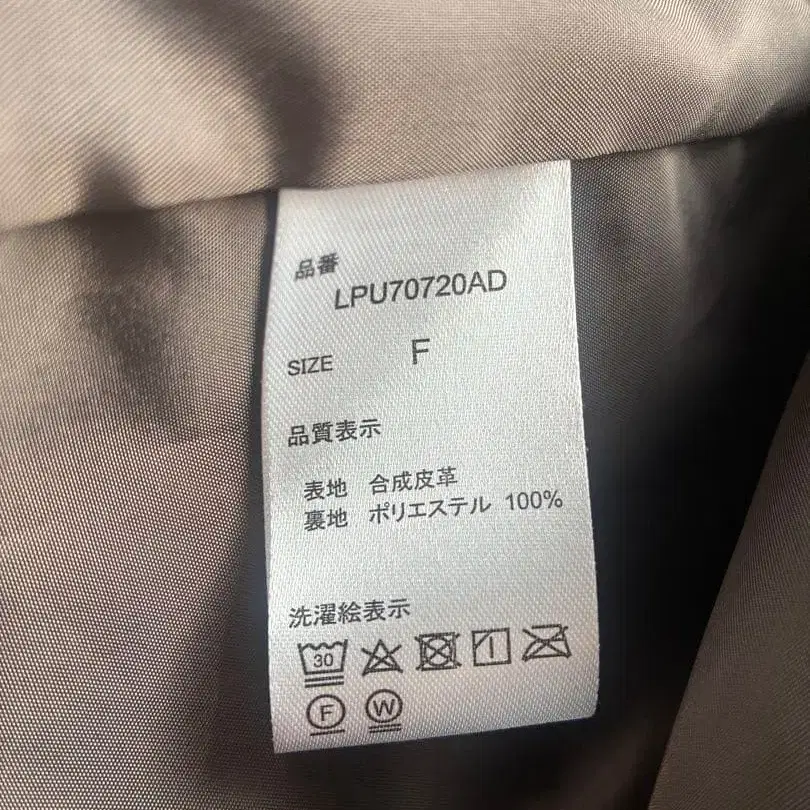 品番
LPU70720AD
SIZE F
品質表示
表地 合成皮革
裏地 ポリエステル 100%
洗濯絵表示
30
F W